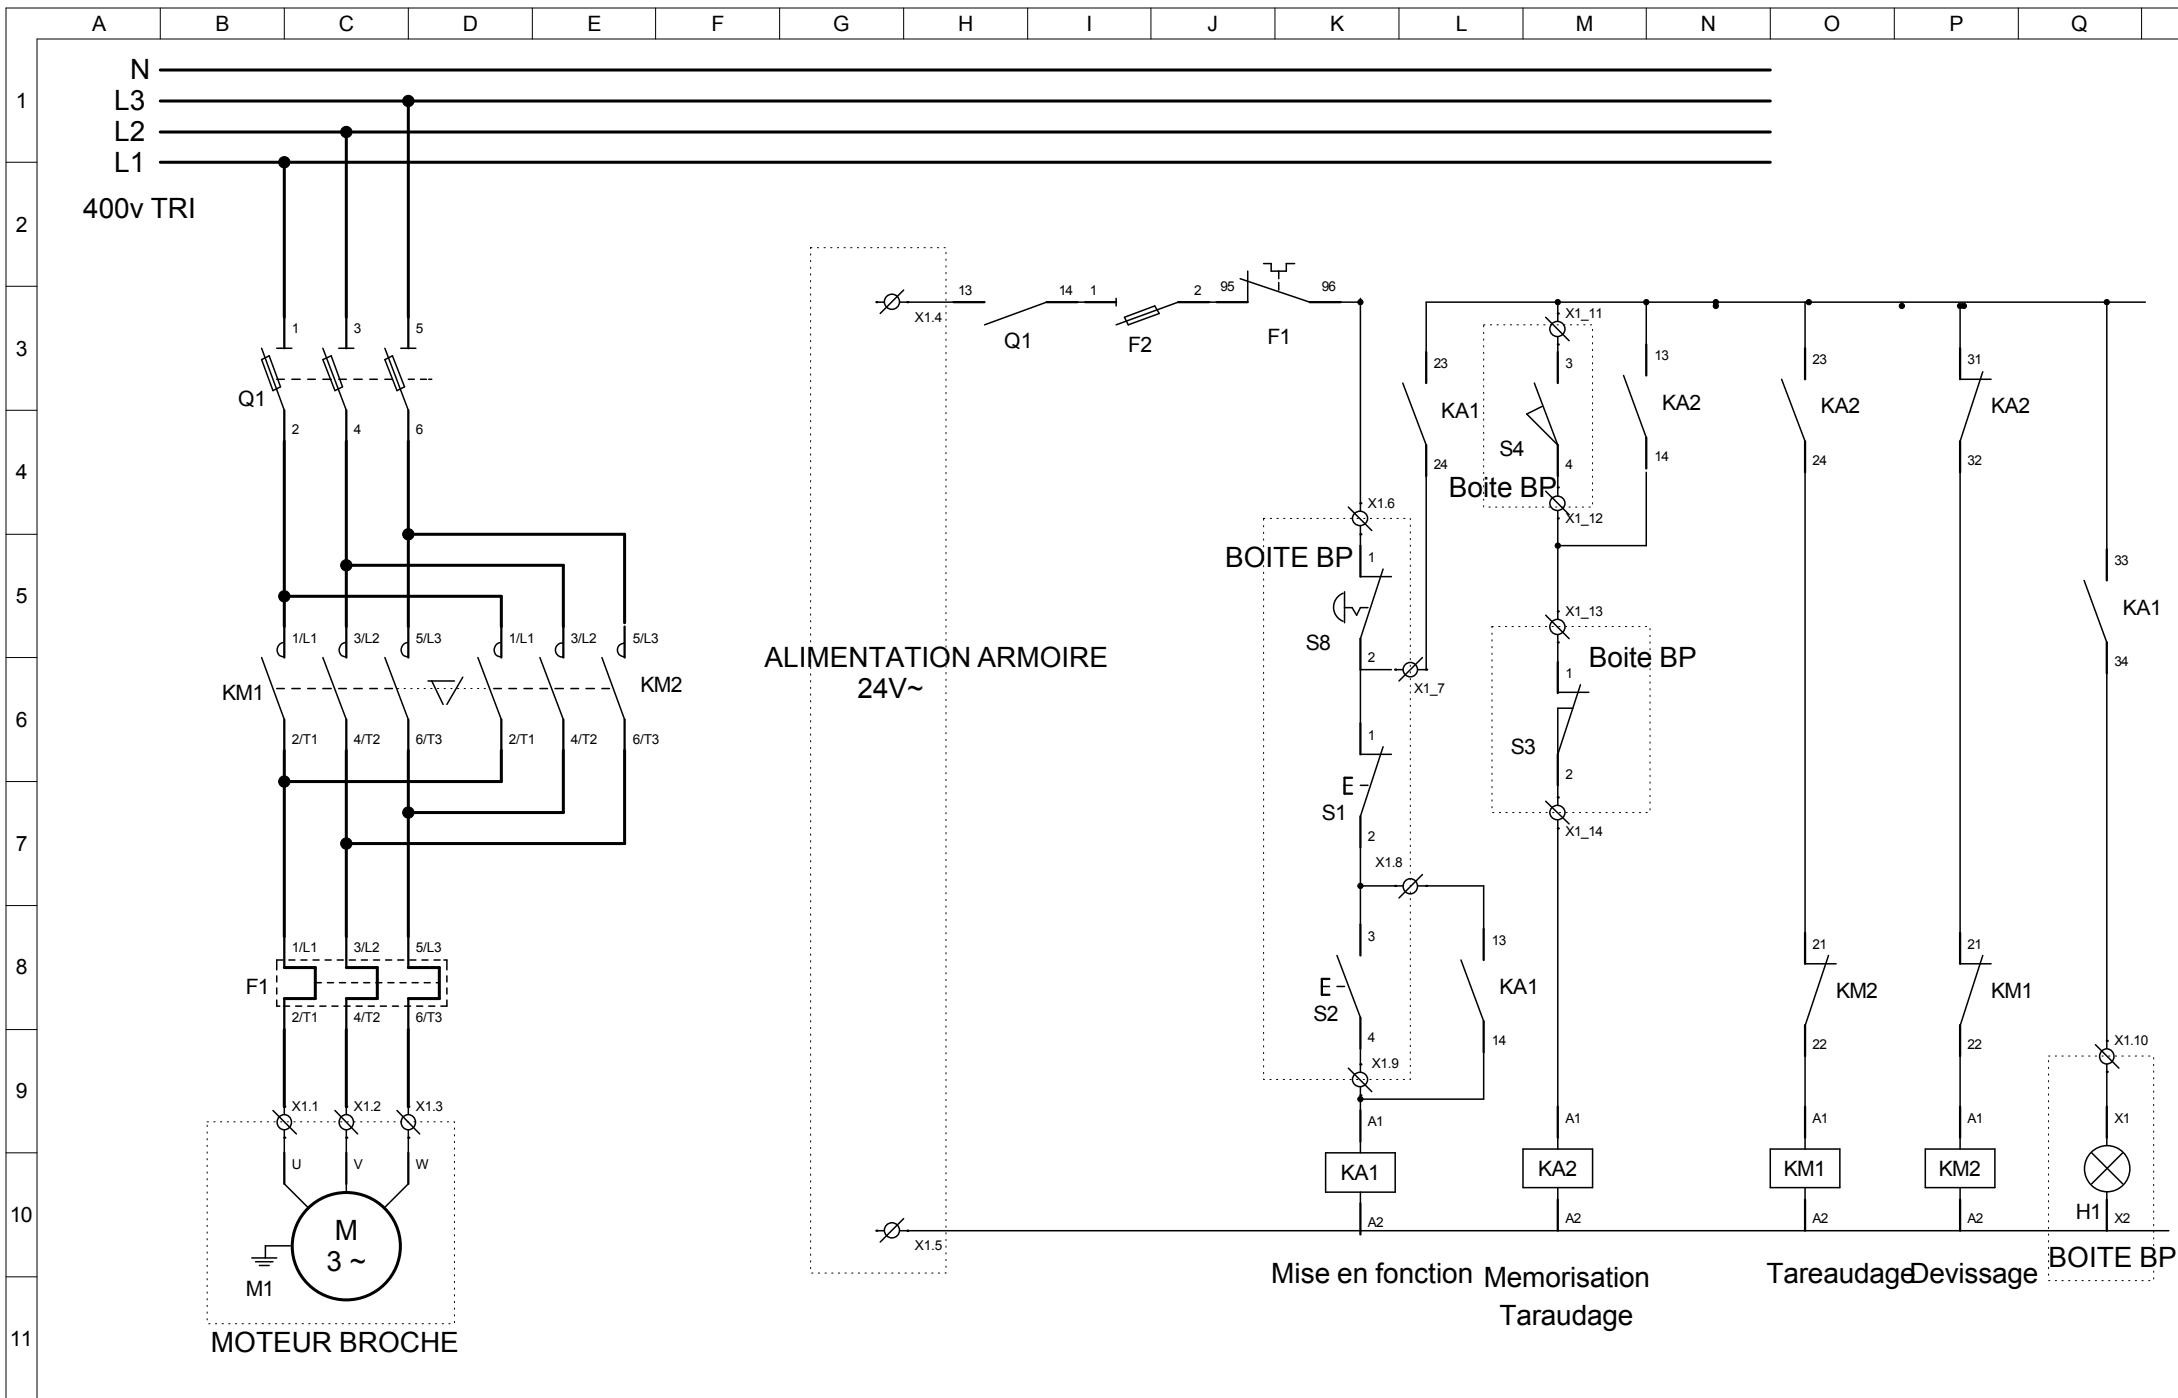 A B C D E F G H I J K L M N O P Q
1
2
3
4
5
6
7
8
9
10
11
N
L3
L2
L1
400v TRI
1 3 5
Q1
2 4 6
1/L1 3/L2 5/L3 1/L1 3/L2 5/L3
KM1 KM2
2/T1 4/T2 6/T3 2/T1 4/T2 6/T3
1/L1 3/L2 5/L3
F1
2/T1 4/T2 6/T3
X1.1 X1.2 X1.3
U V W
M
3 ~
M1
MOTEUR BROCHE
ALIMENTATION ARMOIRE
24V~
X1.4
13 14
Q1
1 2
F2
95 96
F1
X1.5
X1.6
BOITE BP
1
S8
2
X1_7
1
E
S1
2
X1.8
3
E
S2
4
X1.9
13
KA1
14
A1
KA1
A2
Mise en fonction
23
KA1
24
X1_11
3
S4
4
Boite BP
X1_12
13
KA2
14
X1_13
Boite BP
1
S3
2
X1_14
A1
KA2
A2
Memorisation
Taraudage
23
KA2
24
21
KM2
22
A1
KM1
A2
Tareaudage
31
KA2
32
21
KM1
22
A1
KM2
A2
Devissage
33
KA1
34
X1.10
X1
H1
X2
BOITE BP